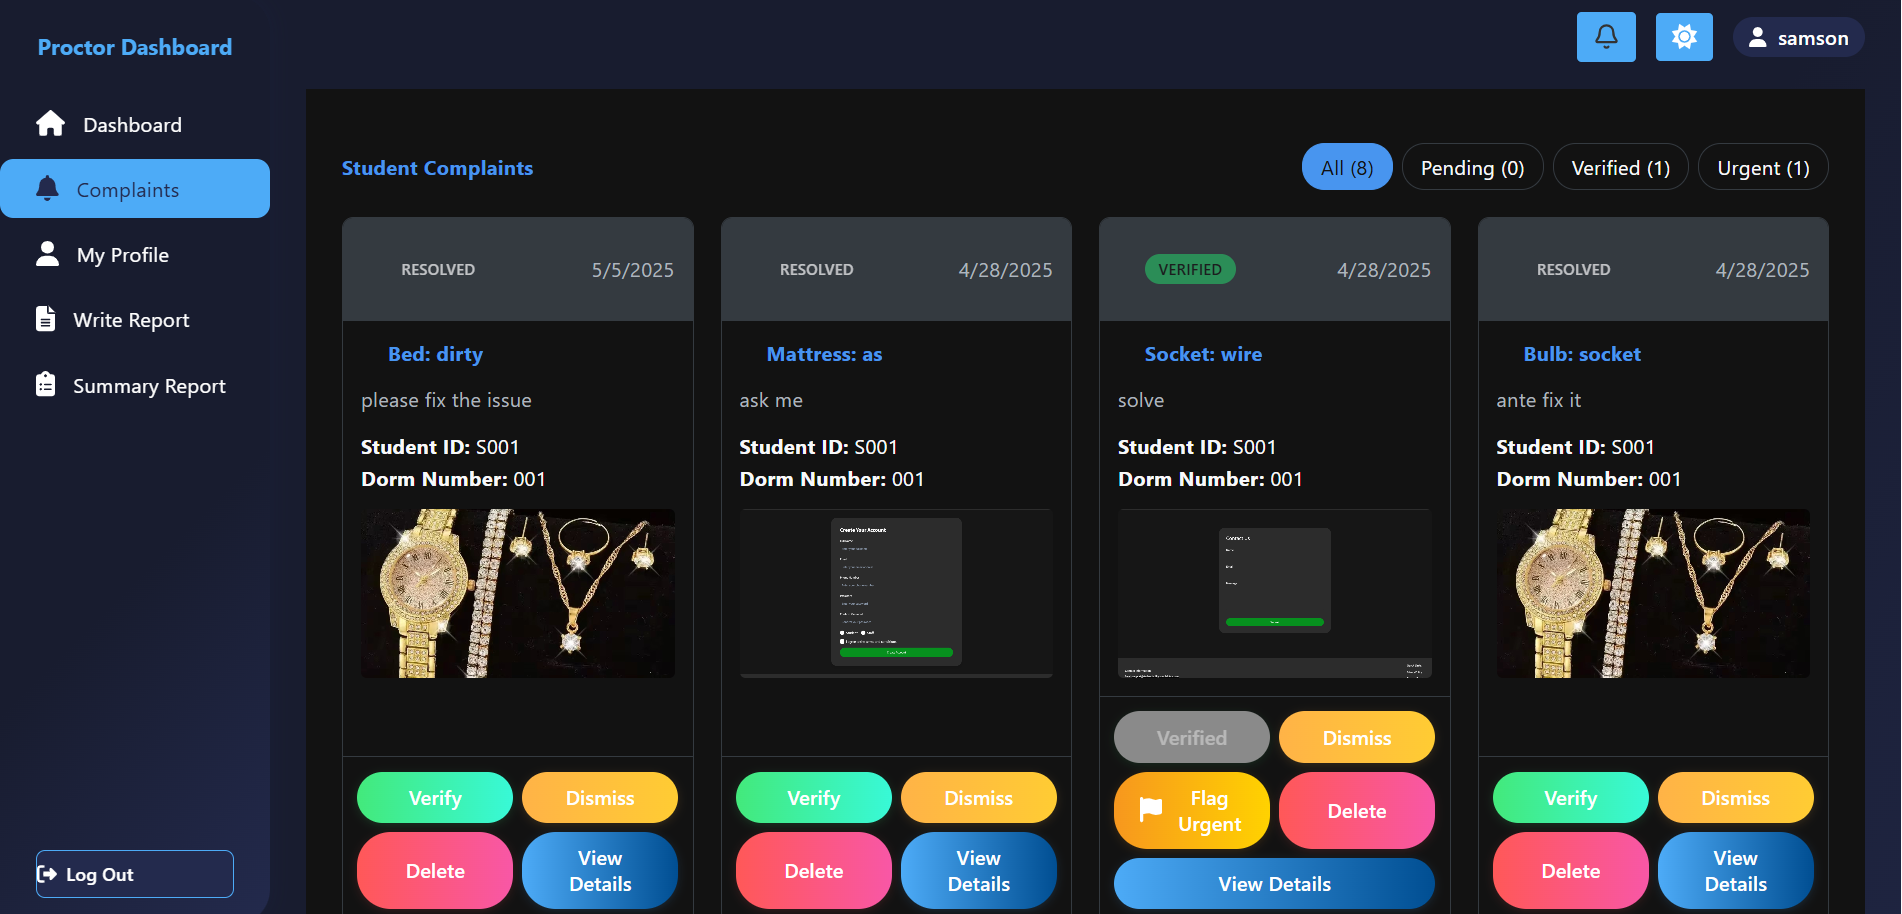 Proctor Dashboard
samson
Dashboard
Complaints
My Profile
Write Report
Summary Report
Log Out
Student Complaints
All (8)
Pending (0)
Verified (1)
Urgent (1)
RESOLVED
5/5/2025
Bed: dirty
please fix the issue
Student ID: S001
Dorm Number: 001
Verify
Dismiss
Delete
View
Details
RESOLVED
4/28/2025
Mattress: as
ask me
Student ID: S001
Dorm Number: 001
Create Your Account
Verify
Dismiss
Delete
View
Details
VERIFIED
4/28/2025
Socket: wire
solve
Student ID: S001
Dorm Number: 001
Contact Us
Verified
Dismiss
Flag
Urgent
Delete
View Details
RESOLVED
4/28/2025
Bulb: socket
ante fix it
Student ID: S001
Dorm Number: 001
Verify
Dismiss
Delete
View
Details